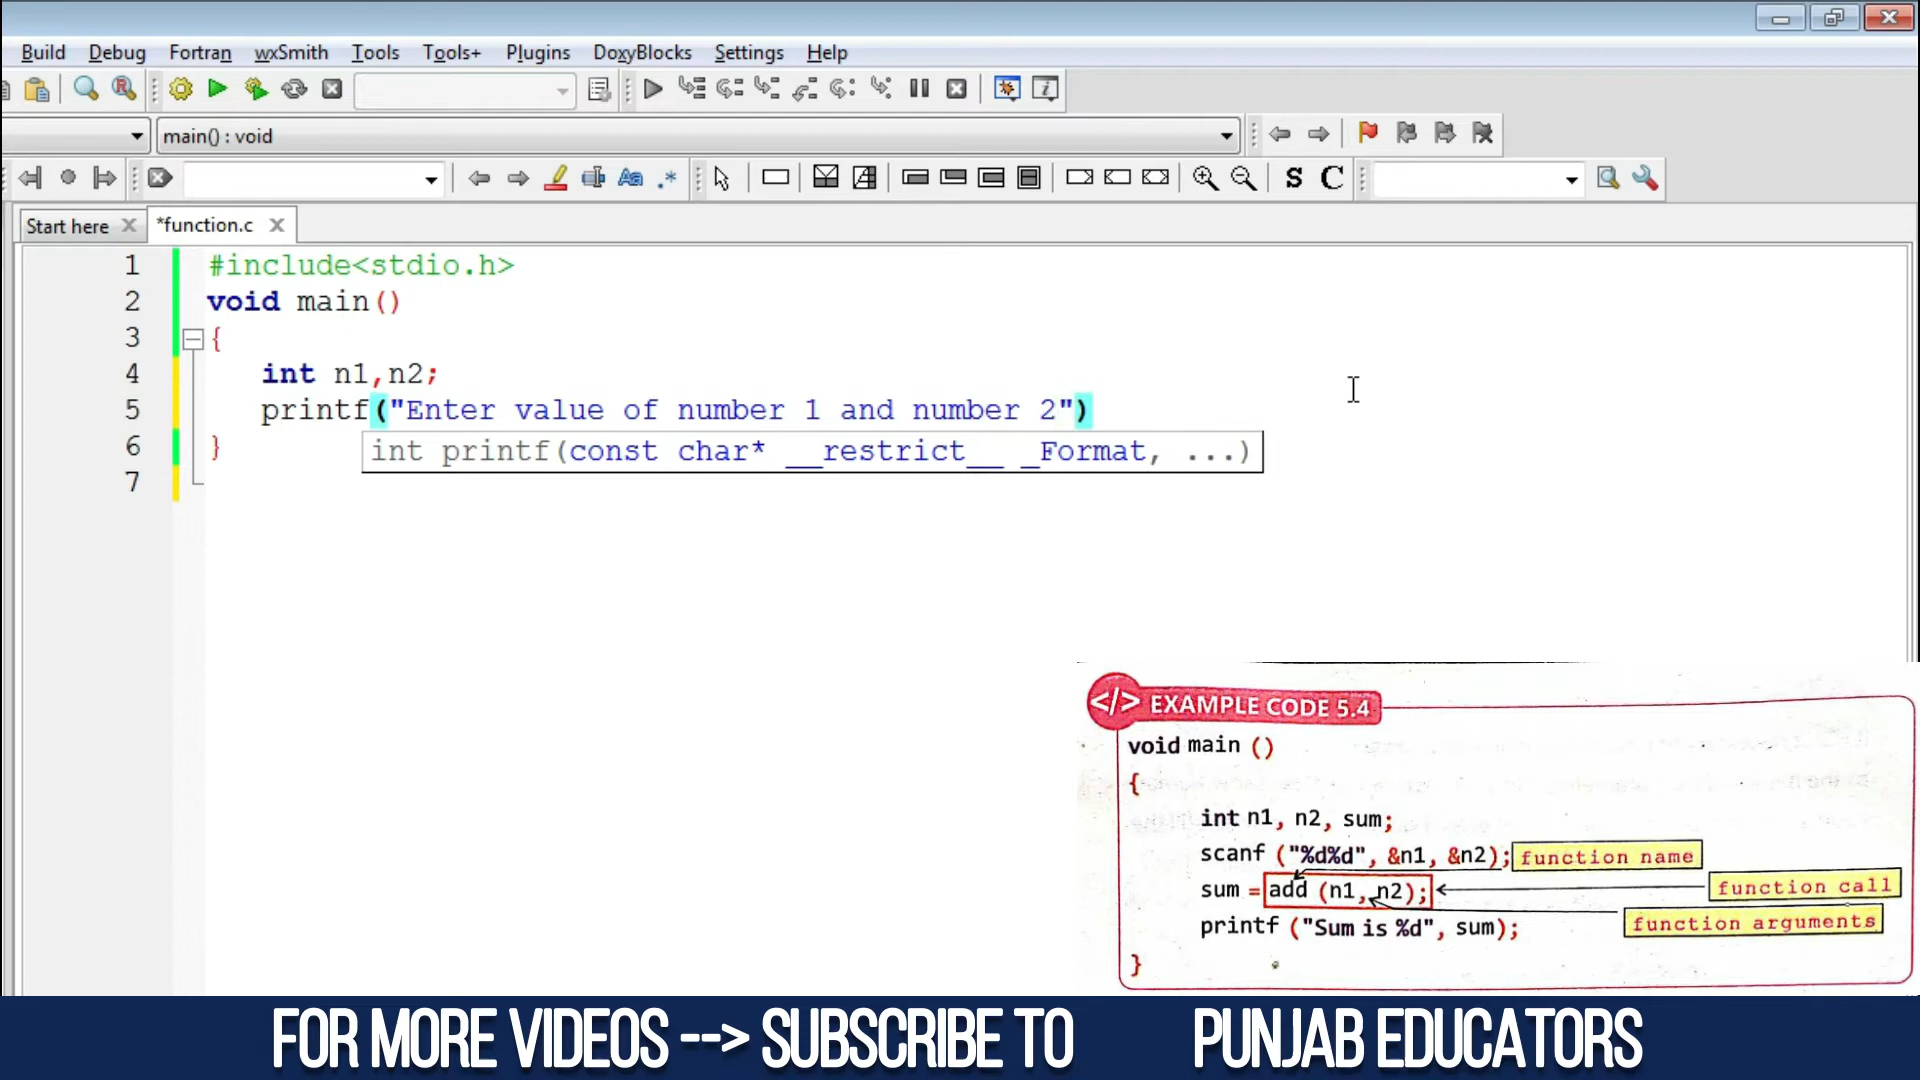 Build Debug Fortran wxSmith Tools Tools+ Plugins DoxyBlocks Settings Help
main() : void
S C
Start here *function.c
1 #include<stdio.h>
2 void main()
3 {
4 int n1,n2;
5 printf("Enter value of number 1 and number 2")
6 }
int printf(const char* __restrict__ _Format, ...)
7
</> EXAMPLE CODE 5.4
void main ()
{
int n1, n2, sum;
scanf ("%d%d", &n1, &n2); function name
sum = add (n1, n2); function call
printf ("Sum is %d", sum); function arguments
}
FOR MORE VIDEOS --> SUBSCRIBE TO PUNJAB EDUCATORS